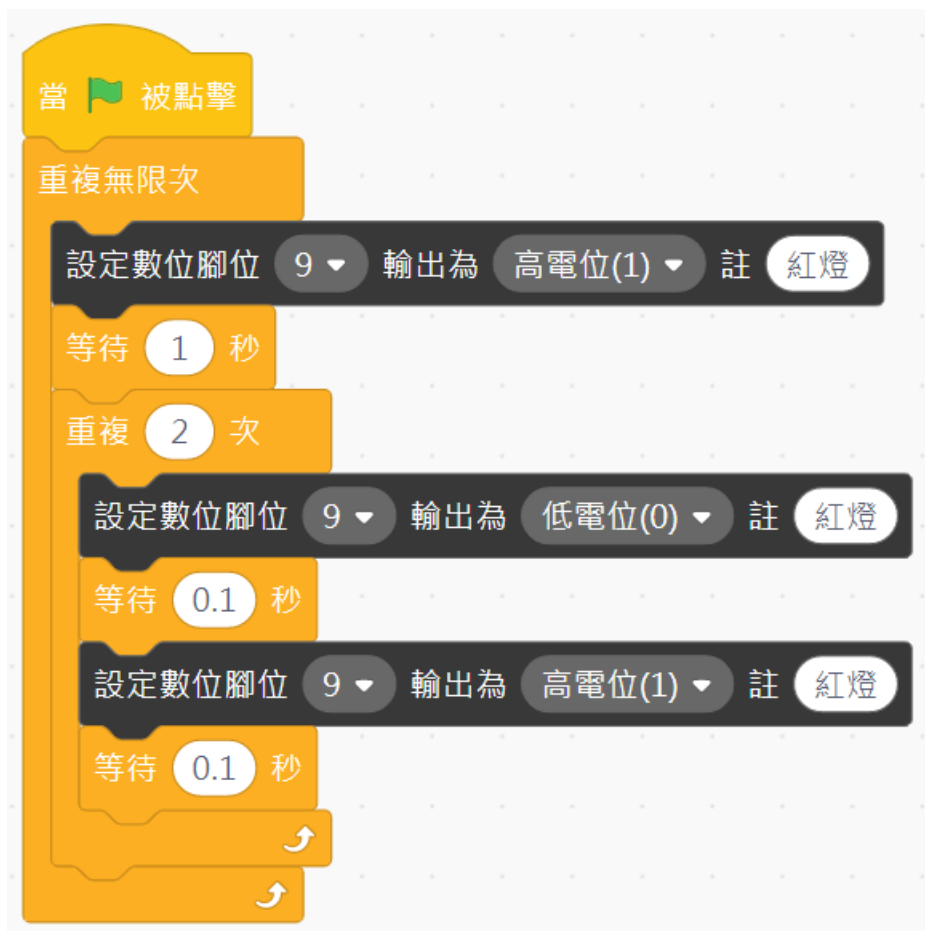 當 被點擊
重複無限次
設定數位腳位 9 輸出為 高電位(1) 註 紅燈
等待 1 秒
重複 2 次
設定數位腳位 9 輸出為 低電位(0) 註 紅燈
等待 0.1 秒
設定數位腳位 9 輸出為 高電位(1) 註 紅燈
等待 0.1 秒